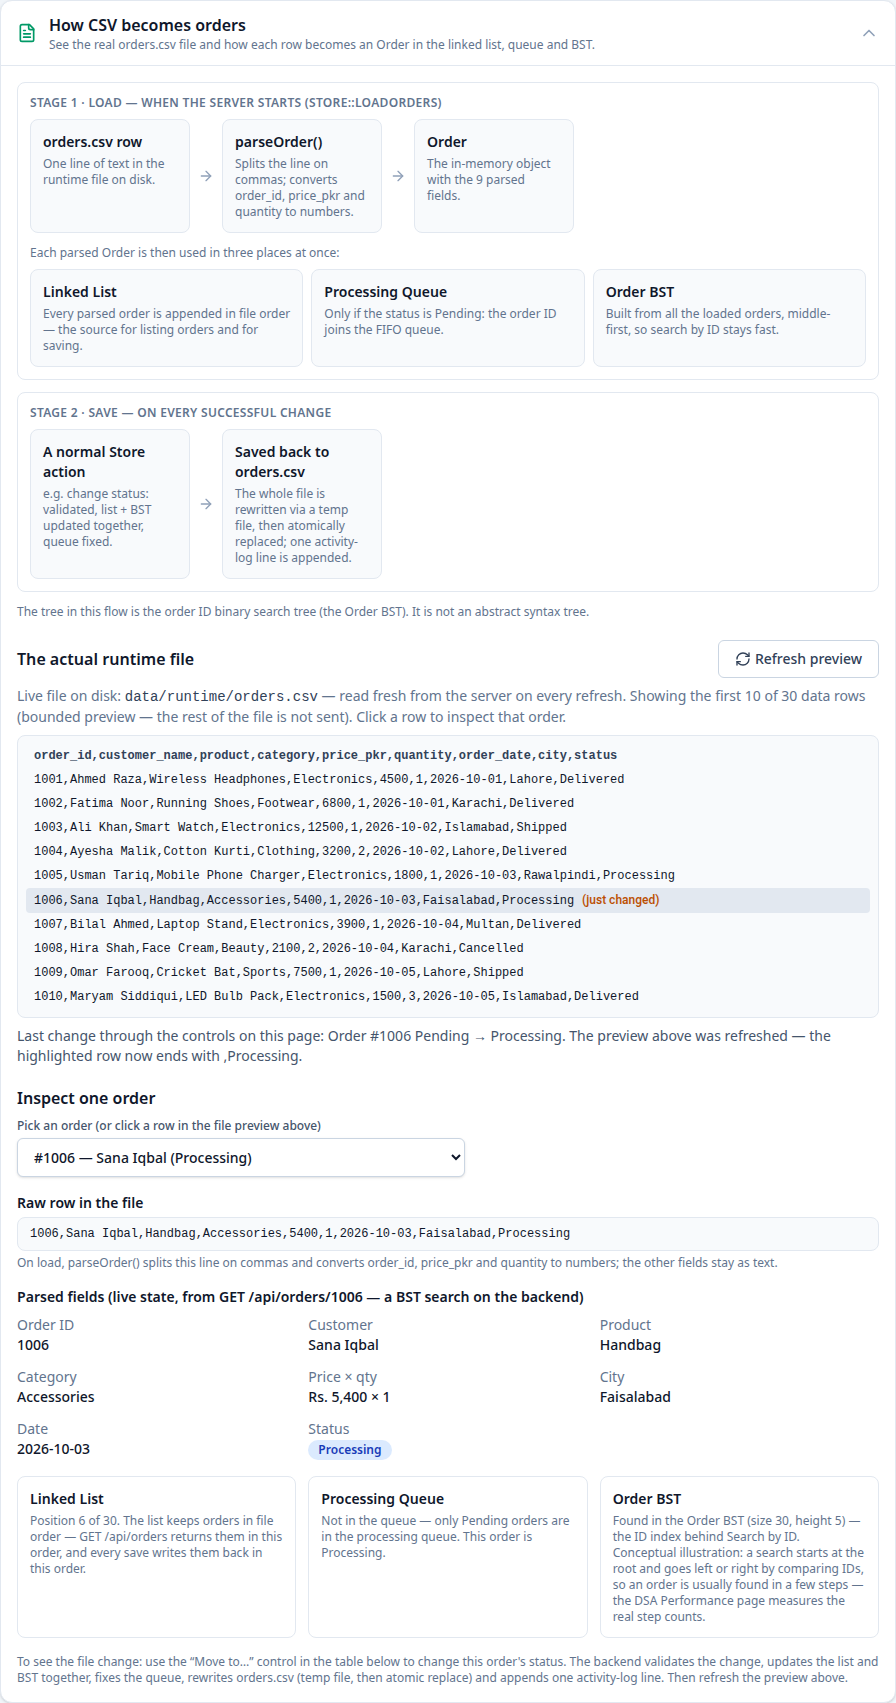 How CSV becomes orders
See the real orders.csv file and how each row becomes an Order in the linked list, queue and BST.
STAGE 1 · LOAD — WHEN THE SERVER STARTS (STORE::LOADORDERS)
orders.csv row
One line of text in the
runtime file on disk.
→
parseOrder()
Splits the line on
commas; converts
order_id, price_pkr and
quantity to numbers.
→
Order
The in-memory object
with the 9 parsed
fields.
Each parsed Order is then used in three places at once:
Linked List
Every parsed order is appended in file order
— the source for listing orders and for
saving.
Processing Queue
Only if the status is Pending: the order ID
joins the FIFO queue.
Order BST
Built from all the loaded orders, middle-
first, so search by ID stays fast.
STAGE 2 · SAVE — ON EVERY SUCCESSFUL CHANGE
A normal Store
action
e.g. change status:
validated, list + BST
updated together,
queue fixed.
→
Saved back to
orders.csv
The whole file is
rewritten via a temp
file, then atomically
replaced; one activity-
log line is appended.
The tree in this flow is the order ID binary search tree (the Order BST). It is not an abstract syntax tree.
The actual runtime file
Refresh preview
Live file on disk: data/runtime/orders.csv — read fresh from the server on every refresh. Showing the first 10 of 30 data rows
(bounded preview — the rest of the file is not sent). Click a row to inspect that order.
order_id,customer_name,product,category,price_pkr,quantity,order_date,city,status
1001,Ahmed Raza,Wireless Headphones,Electronics,4500,1,2026-10-01,Lahore,Delivered
1002,Fatima Noor,Running Shoes,Footwear,6800,1,2026-10-01,Karachi,Delivered
1003,Ali Khan,Smart Watch,Electronics,12500,1,2026-10-02,Islamabad,Shipped
1004,Ayesha Malik,Cotton Kurti,Clothing,3200,2,2026-10-02,Lahore,Delivered
1005,Usman Tariq,Mobile Phone Charger,Electronics,1800,1,2026-10-03,Rawalpindi,Processing
1006,Sana Iqbal,Handbag,Accessories,5400,1,2026-10-03,Faisalabad,Processing (just changed)
1007,Bilal Ahmed,Laptop Stand,Electronics,3900,1,2026-10-04,Multan,Delivered
1008,Hira Shah,Face Cream,Beauty,2100,2,2026-10-04,Karachi,Cancelled
1009,Omar Farooq,Cricket Bat,Sports,7500,1,2026-10-05,Lahore,Shipped
1010,Maryam Siddiqui,LED Bulb Pack,Electronics,1500,3,2026-10-05,Islamabad,Delivered
Last change through the controls on this page: Order #1006 Pending → Processing. The preview above was refreshed — the
highlighted row now ends with ,Processing.
Inspect one order
Pick an order (or click a row in the file preview above)
#1006 — Sana Iqbal (Processing)
Raw row in the file
1006,Sana Iqbal,Handbag,Accessories,5400,1,2026-10-03,Faisalabad,Processing
On load, parseOrder() splits this line on commas and converts order_id, price_pkr and quantity to numbers; the other fields stay as text.
Parsed fields (live state, from GET /api/orders/1006 — a BST search on the backend)
Order ID
1006
Customer
Sana Iqbal
Product
Handbag
Category
Accessories
Price × qty
Rs. 5,400 × 1
City
Faisalabad
Date
2026-10-03
Status
Processing
Linked List
Position 6 of 30. The list keeps orders in file
order — GET /api/orders returns them in this
order, and every save writes them back in
this order.
Processing Queue
Not in the queue — only Pending orders are
in the processing queue. This order is
Processing.
Order BST
Found in the Order BST (size 30, height 5) —
the ID index behind Search by ID.
Conceptual illustration: a search starts at the
root and goes left or right by comparing IDs,
so an order is usually found in a few steps —
the DSA Performance page measures the
real step counts.
To see the file change: use the “Move to…” control in the table below to change this order's status. The backend validates the change, updates the list and
BST together, fixes the queue, rewrites orders.csv (temp file, then atomic replace) and appends one activity-log line. Then refresh the preview above.